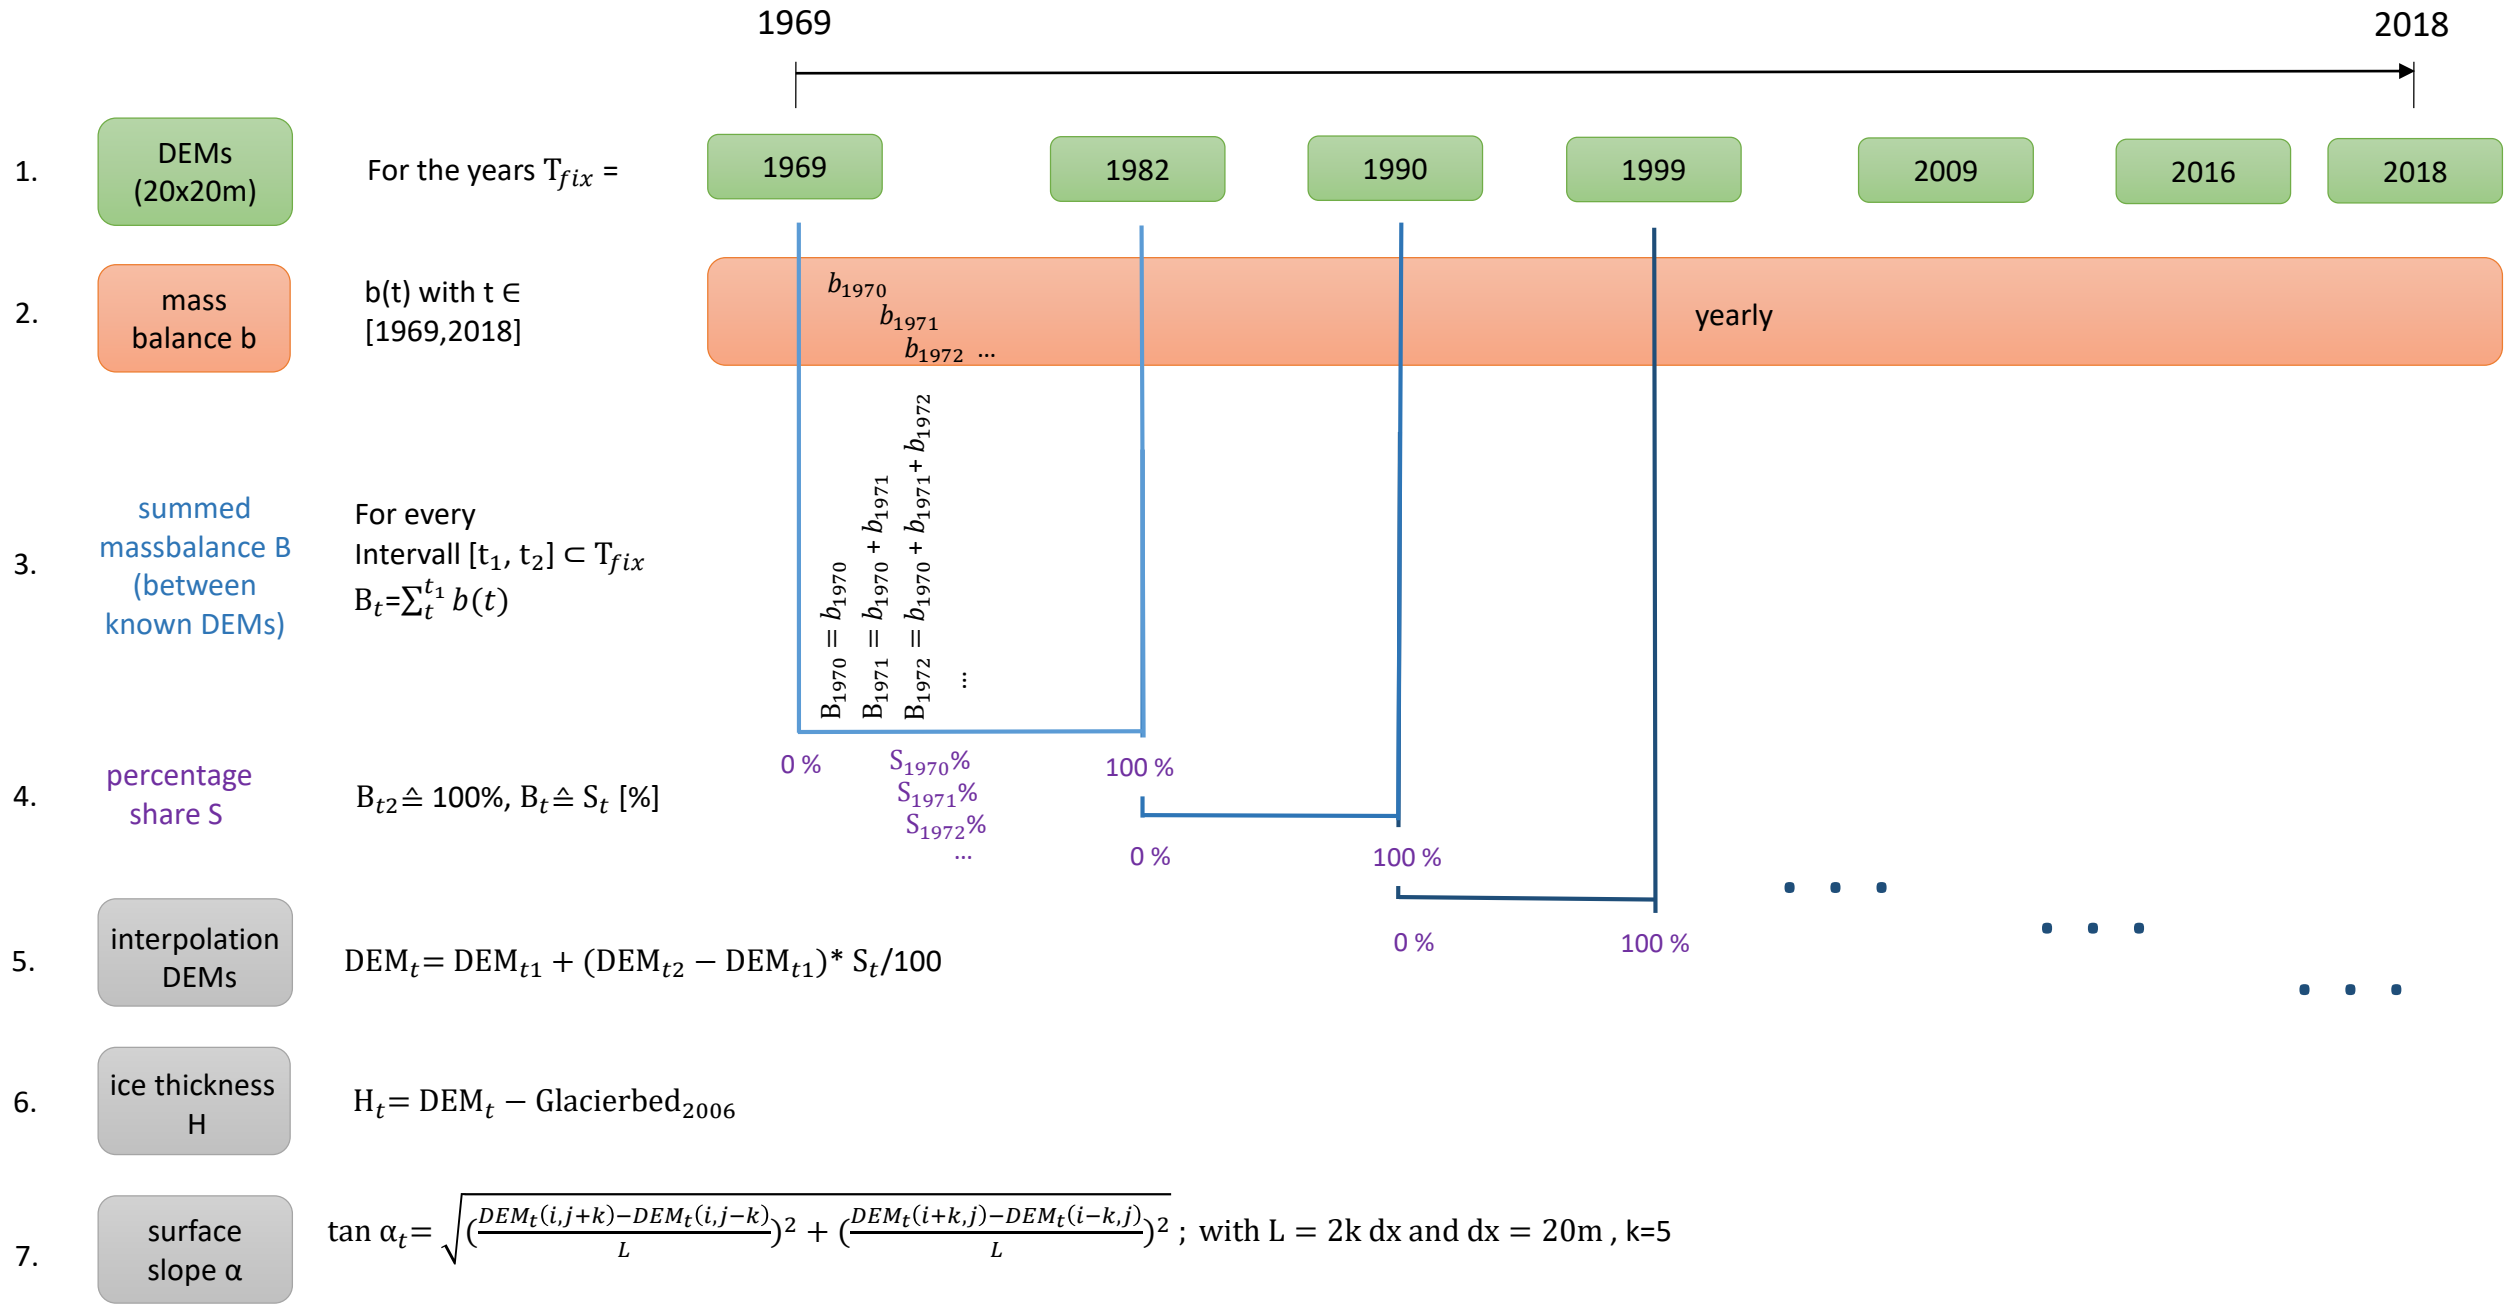 1969
2018
1.
DEMs
(20x20m)
For the years T_fix =
1969
1982
1990
1999
2009
2016
2018
2.
mass
balance b
b(t) with t ∈
[1969,2018]
b₁₉₇₀
b₁₉₇₁
b₁₉₇₂ ...
yearly
3.
summed
massbalance B
(between
known DEMs)
For every
Intervall [t₁, t₂] ⊂ T_fix
B_t=∑_t^t₁ b(t)
B₁₉₇₀ = b₁₉₇₀
B₁₉₇₁ = b₁₉₇₀ + b₁₉₇₁
B₁₉₇₂ = b₁₉₇₀ + b₁₉₇₁ + b₁₉₇₂
...
4.
percentage
share S
B_t2 ≙ 100%, B_t ≙ S_t [%]
0 %
S₁₉₇₀%
S₁₉₇₁%
S₁₉₇₂%
...
100 %
0 %
100 %
0 %
100 %
. . .
. . .
. . .
5.
interpolation
DEMs
DEM_t= DEM_t1 + (DEM_t2 − DEM_t1)* S_t/100
6.
ice thickness
H
H_t= DEM_t − Glacierbed₂₀₀₆
7.
surface
slope α
tan α_t= √((DEM_t(i,j+k)−DEM_t(i,j−k)/L)² + (DEM_t(i+k,j)−DEM_t(i−k,j)/L)²) ; with L = 2k dx and dx = 20m , k=5